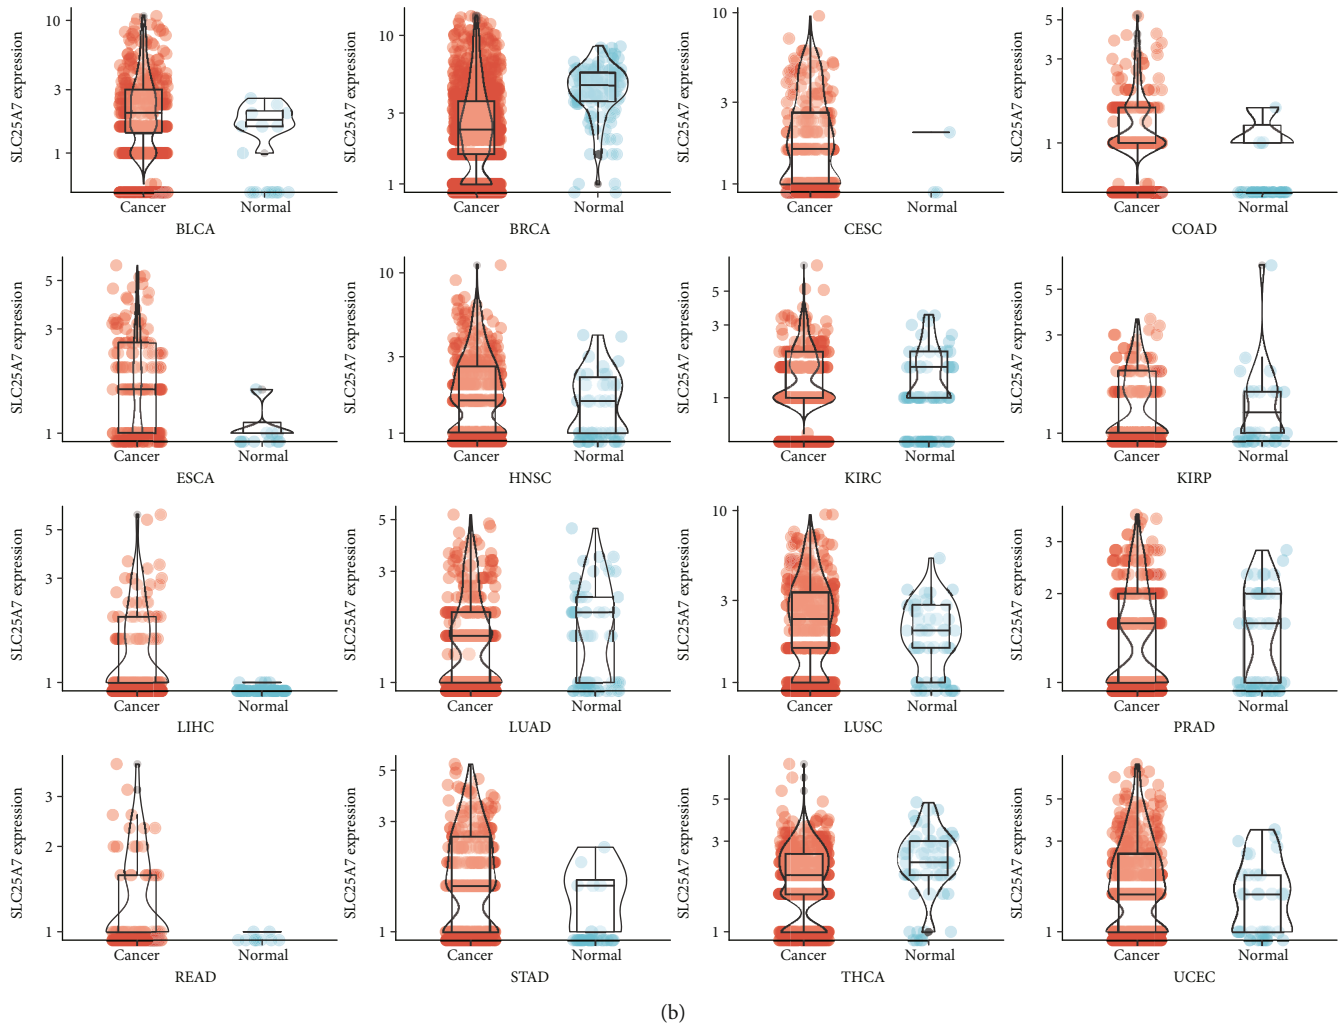 SLC25A7 expression
10
3
1
Cancer
Normal
BLCA
SLC25A7 expression
10
3
1
Cancer
Normal
BRCA
SLC25A7 expression
10
3
1
Cancer
Normal
CESC
SLC25A7 expression
5
3
1
Cancer
Normal
COAD
SLC25A7 expression
5
3
1
Cancer
Normal
ESCA
SLC25A7 expression
10
3
1
Cancer
Normal
HNSC
SLC25A7 expression
5
3
1
Cancer
Normal
KIRC
SLC25A7 expression
5
3
1
Cancer
Normal
KIRP
SLC25A7 expression
5
3
1
Cancer
Normal
LIHC
SLC25A7 expression
5
3
1
Cancer
Normal
LUAD
SLC25A7 expression
10
3
1
Cancer
Normal
LUSC
SLC25A7 expression
3
2
1
Cancer
Normal
PRAD
SLC25A7 expression
3
2
1
Cancer
Normal
READ
SLC25A7 expression
5
3
1
Cancer
Normal
STAD
SLC25A7 expression
5
3
1
Cancer
Normal
THCA
SLC25A7 expression
5
3
1
Cancer
Normal
UCEC
(b)